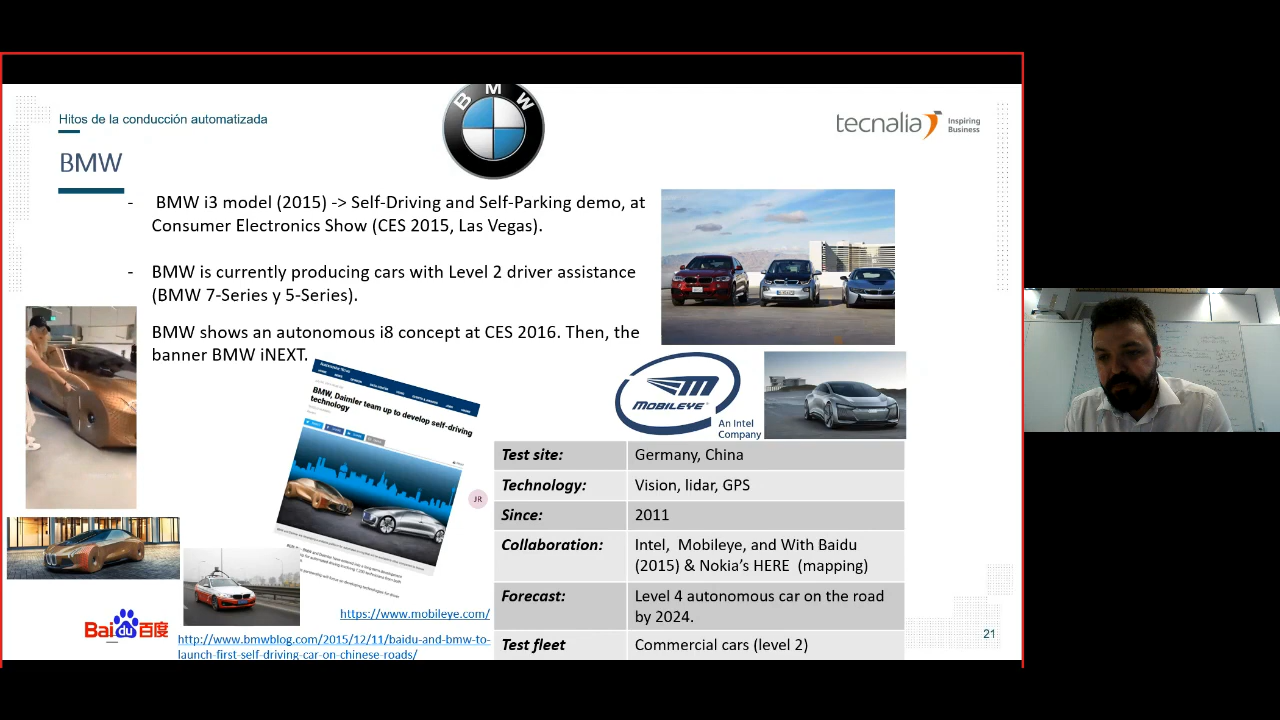 Hitos de la conducción automatizada
BMW
tecnalia Inspiring
Business
BMW
- BMW i3 model (2015) -> Self-Driving and Self-Parking demo, at
Consumer Electronics Show (CES 2015, Las Vegas).
- BMW is currently producing cars with Level 2 driver assistance
(BMW 7-Series y 5-Series).
BMW shows an autonomous i8 concept at CES 2016. Then, the
banner BMW iNEXT.
BMW, Daimler team up to develop self-driving
technology
MOBILEYE™
An Intel
Company
JR
Test site: Germany, China
Technology: Vision, lidar, GPS
Since: 2011
Collaboration: Intel, Mobileye, and With Baidu
(2015) & Nokia's HERE (mapping)
Forecast: Level 4 autonomous car on the road
by 2024.
Test fleet Commercial cars (level 2)
https://www.mobileye.com/
Baidu百度
http://www.bmwblog.com/2015/12/11/baidu-and-bmw-to-
launch-first-self-driving-car-on-chinese-roads/
21